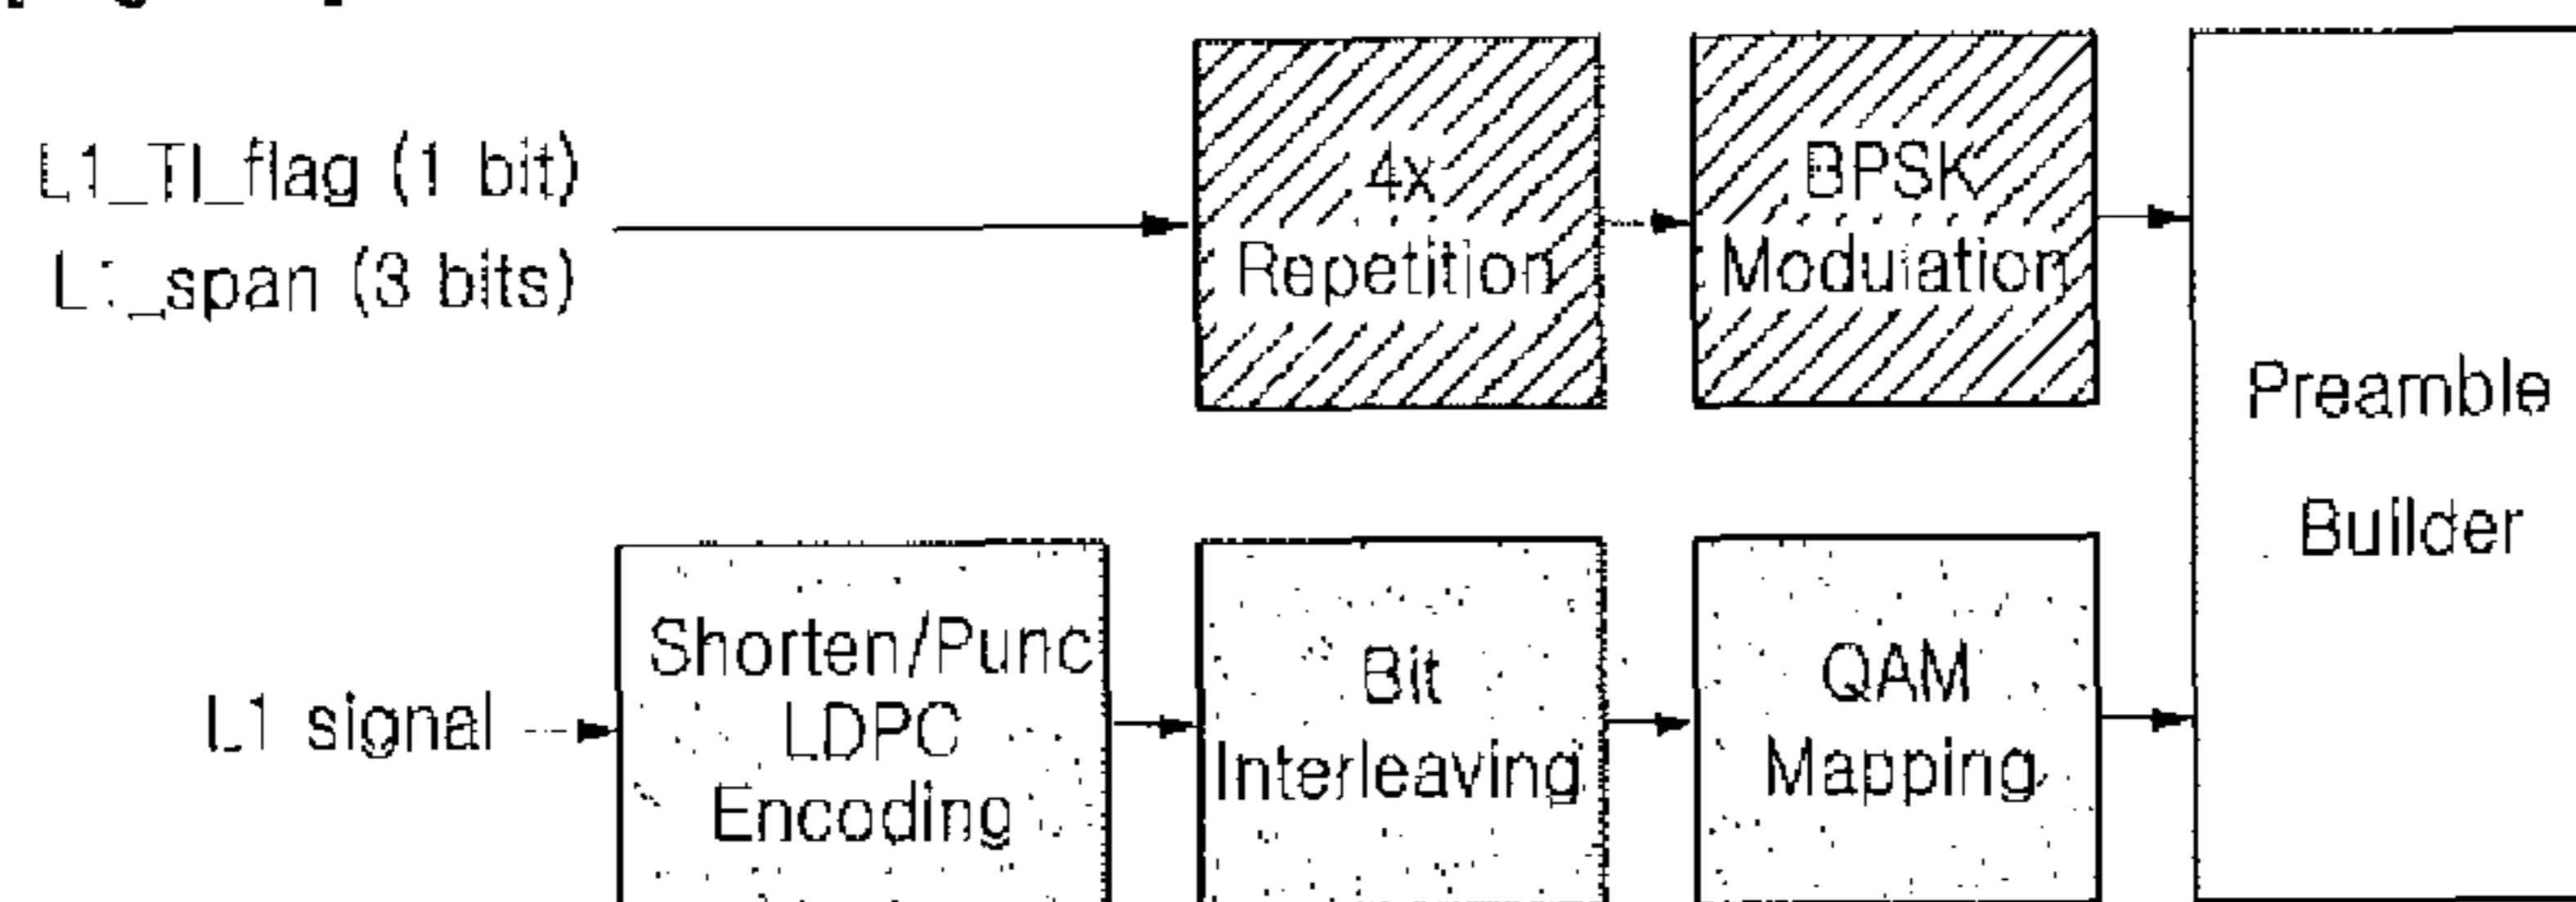 L1_TI_flag (1 bit)
L1_span (3 bits)
4x
Repetition
BPSK
Modulation
Preamble
Builder
L1 signal
Shorten/Punc
LDPC
Encoding
Bit
Interleaving
QAM
Mapping